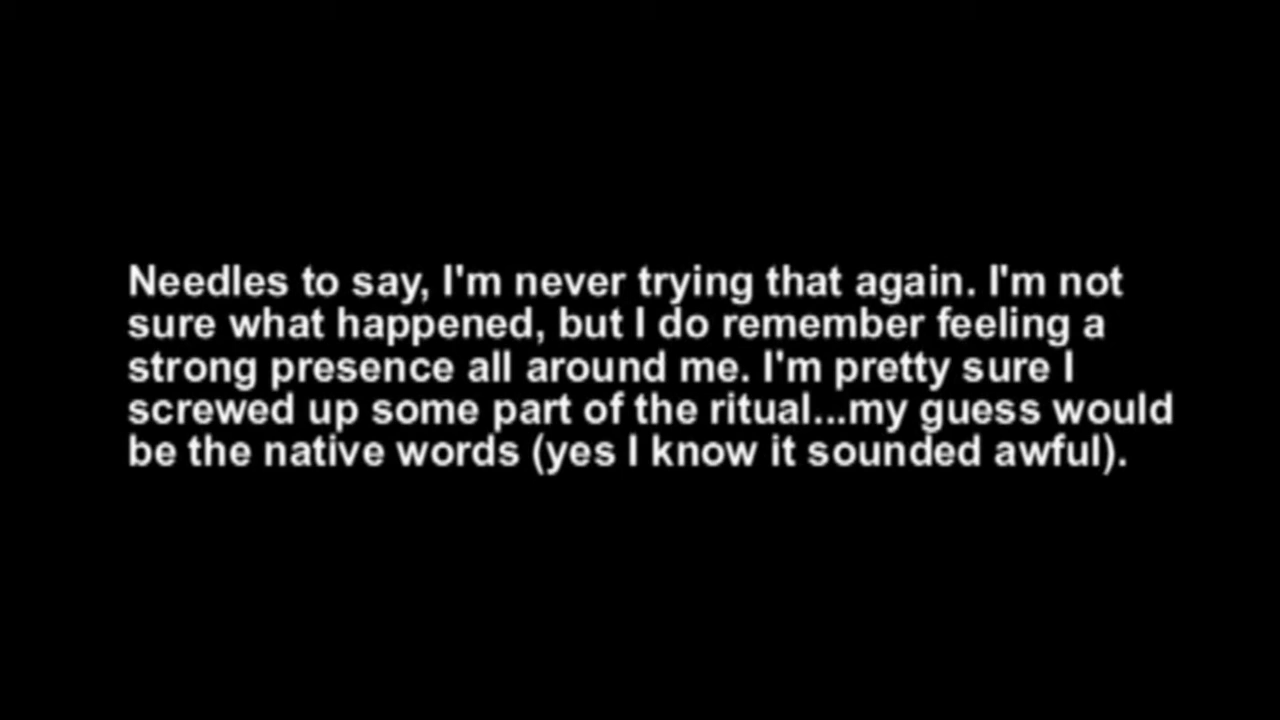 Needles to say, I'm never trying that again. I'm not
sure what happened, but I do remember feeling a
strong presence all around me. I'm pretty sure I
screwed up some part of the ritual...my guess would
be the native words (yes I know it sounded awful).